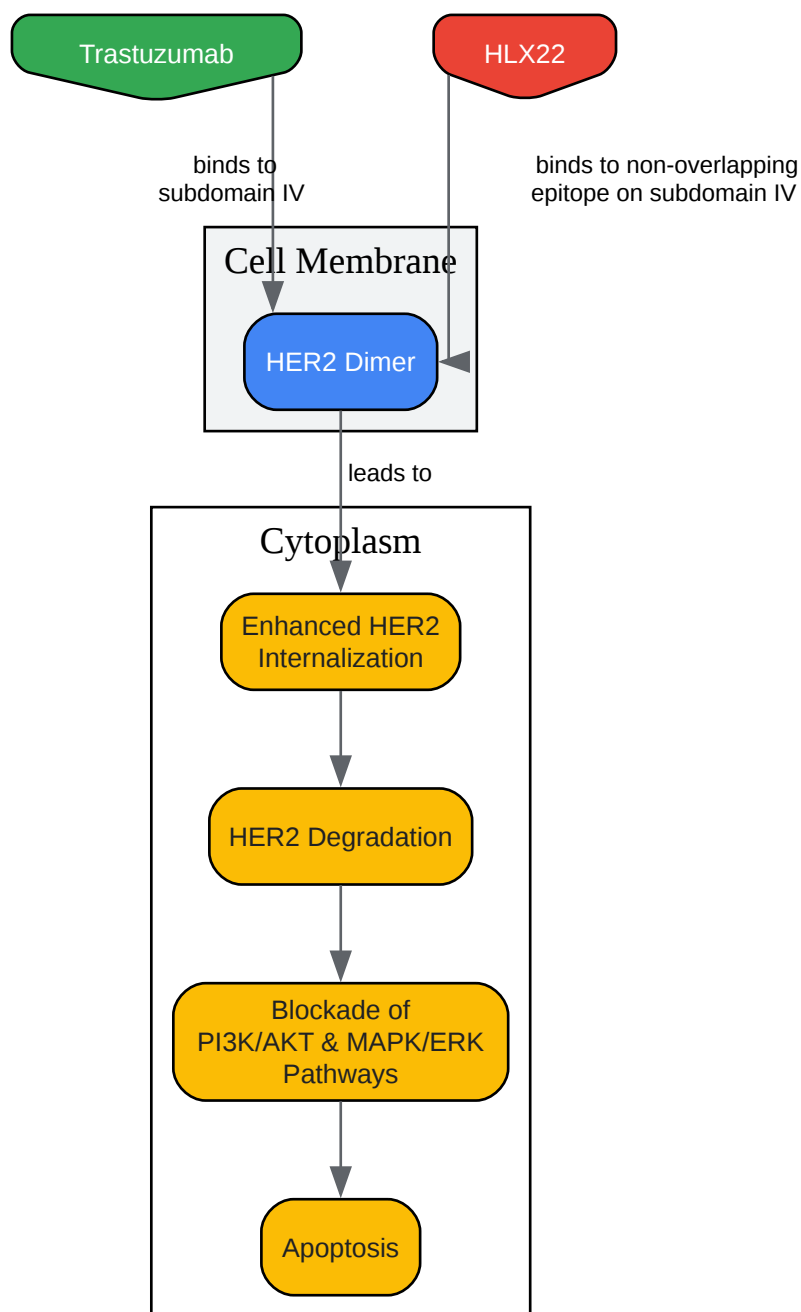 Trastuzumab
HLX22
binds to
subdomain IV
binds to non-overlapping
epitope on subdomain IV
Cell Membrane
HER2 Dimer
leads to
Cytoplasm
Enhanced HER2
Internalization
HER2 Degradation
Blockade of
PI3K/AKT & MAPK/ERK
Pathways
Apoptosis